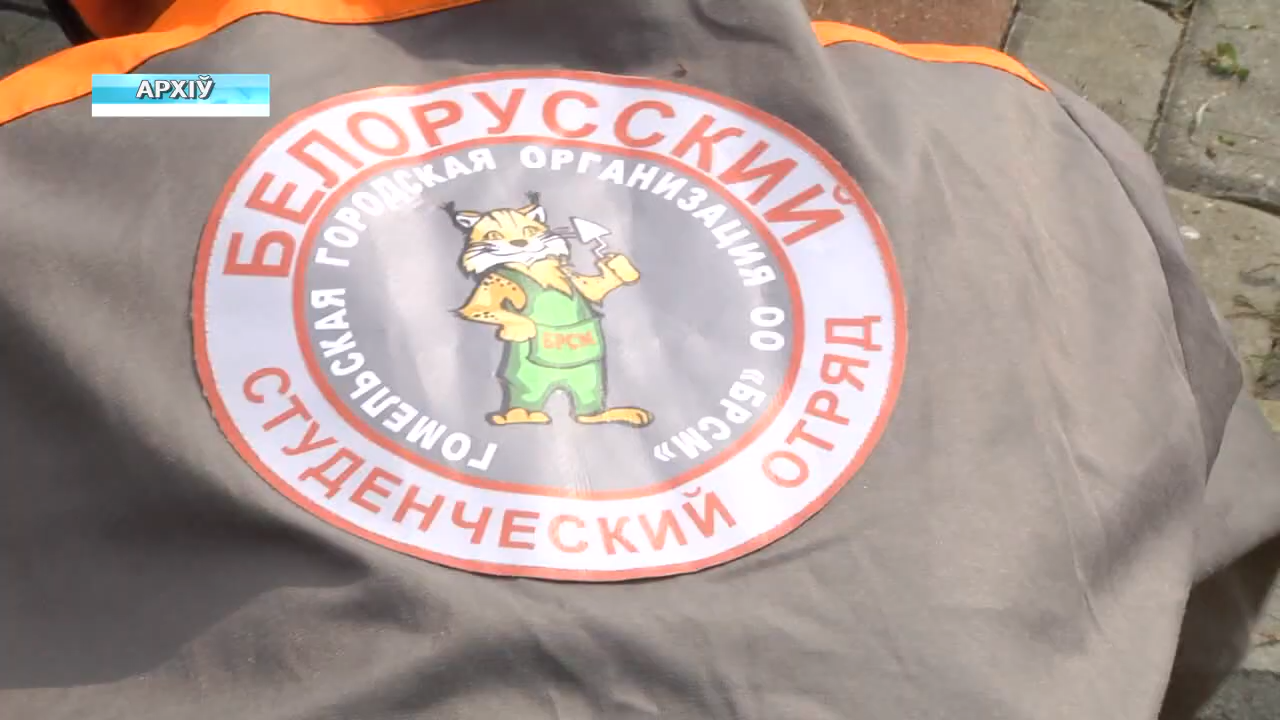 АРХІЎ
БЕЛОРУССКИЙ
СТУДЕНЧЕСКИЙ ОТРЯД
ГОМЕЛЬСКАЯ ГОРОДСКАЯ ОРГАНИЗАЦИЯ ОО «БРСМ»
БРСМ